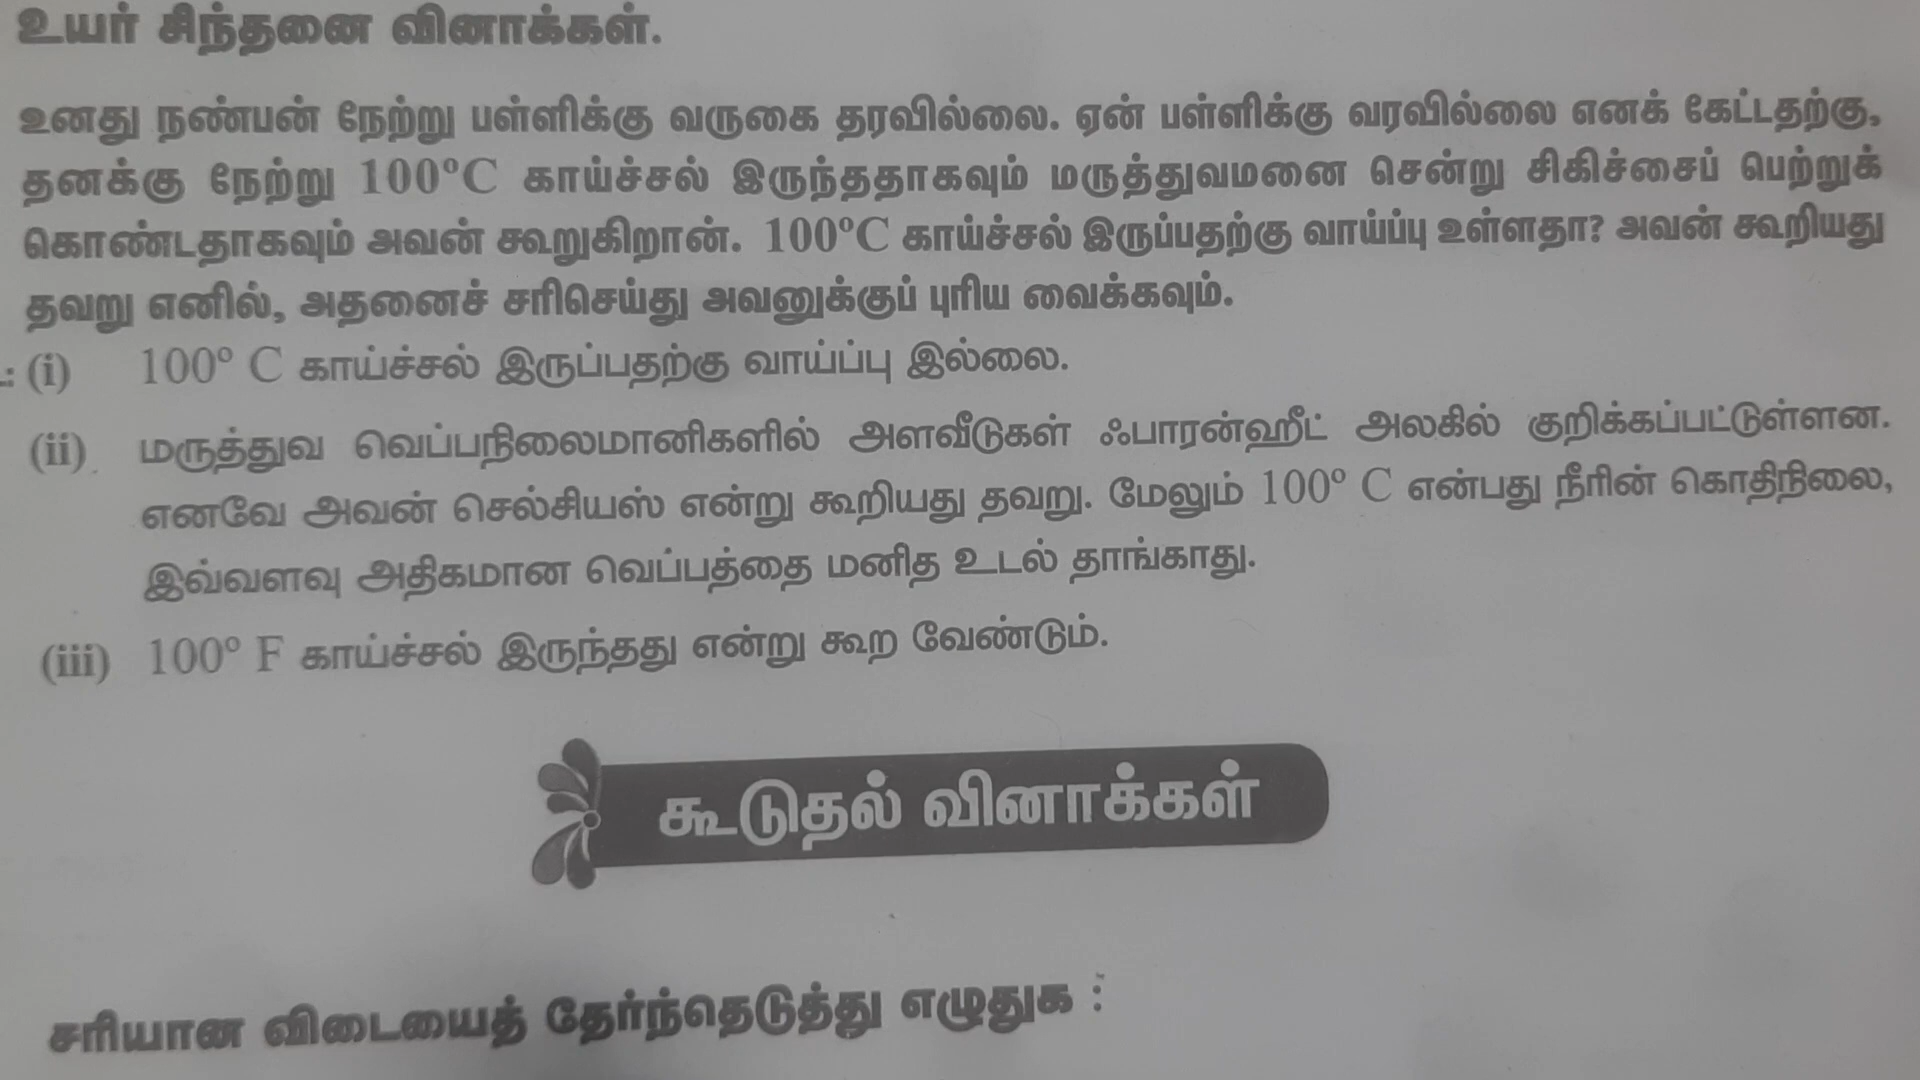 உயர் சிந்தனை வினாக்கள்.
உனது நண்பன் நேற்று பள்ளிக்கு வருகை தரவில்லை. ஏன் பள்ளிக்கு வரவில்லை எனக் கேட்டதற்கு,
தனக்கு நேற்று 100°C காய்ச்சல் இருந்ததாகவும் மருத்துவமனை சென்று சிகிச்சைப் பெற்றுக்
கொண்டதாகவும் அவன் கூறுகிறான். 100°C காய்ச்சல் இருப்பதற்கு வாய்ப்பு உள்ளதா? அவன் கூறியது
தவறு எனில், அதனைச் சரிசெய்து அவனுக்குப் புரிய வைக்கவும்.
.: (i) 100° C காய்ச்சல் இருப்பதற்கு வாய்ப்பு இல்லை.
(ii) மருத்துவ வெப்பநிலைமானிகளில் அளவீடுகள் ஃபாரன்ஹீட் அலகில் குறிக்கப்பட்டுள்ளன.
எனவே அவன் செல்சியஸ் என்று கூறியது தவறு. மேலும் 100° C என்பது நீரின் கொதிநிலை,
இவ்வளவு அதிகமான வெப்பத்தை மனித உடல் தாங்காது.
(iii) 100° F காய்ச்சல் இருந்தது என்று கூற வேண்டும்.
கூடுதல் வினாக்கள்
சரியான விடையைத் தேர்ந்தெடுத்து எழுதுக :